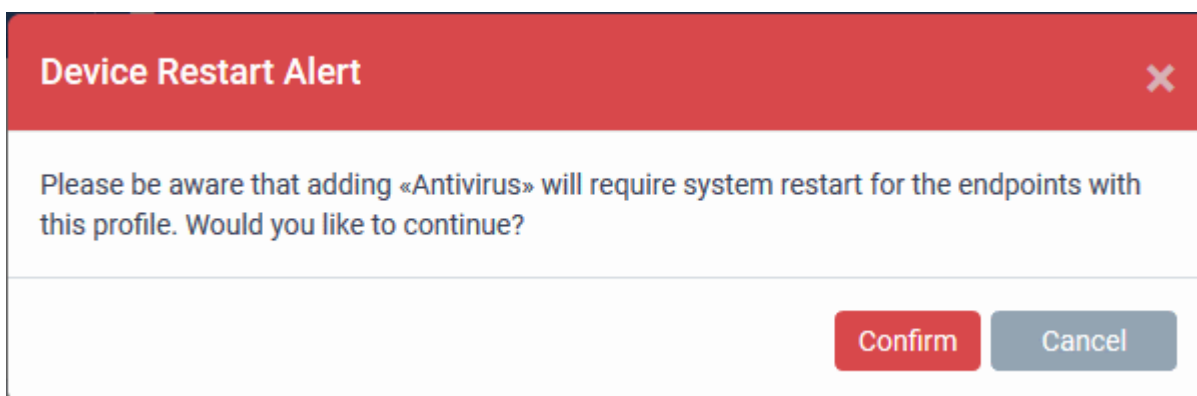 Device Restart Alert
Please be aware that adding «Antivirus» will require system restart for the endpoints with
this profile. Would you like to continue?
Confirm
Cancel